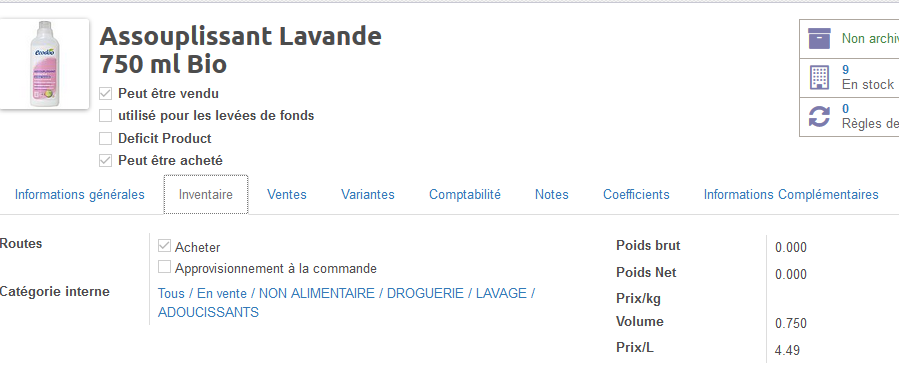 Assouplissant Lavande
750 ml Bio
Peut être vendu
utilisé pour les levées de fonds
Deficit Product
Peut être acheté
Non archiv
9
En stock
0
Règles de
Informations générales
Inventaire
Ventes
Variantes
Comptabilité
Notes
Coefficients
Informations Complémentaires
Routes
Acheter
Approvisionnement à la commande
Catégorie interne
Tous / En vente / NON ALIMENTAIRE / DROGUERIE / LAVAGE /
ADOUCISSANTS
Poids brut 0.000
Poids Net 0.000
Prix/kg
Volume 0.750
Prix/L 4.49